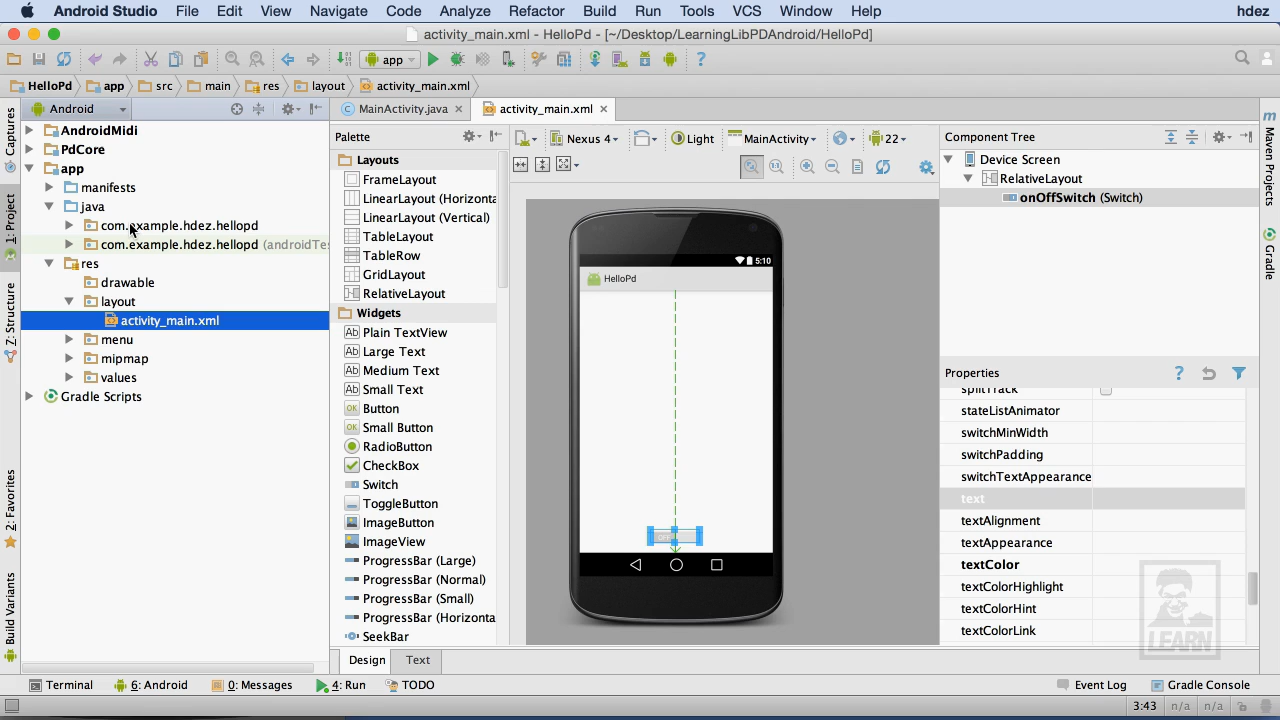 Android Studio File Edit View Navigate Code Analyze Refactor Build Run Tools VCS Window Help hdez
activity_main.xml - HelloPd - [~/Desktop/LearningLibPDAndroid/HelloPd]
app
HelloPd app src main res layout activity_main.xml
Android MainActivity.java activity_main.xml
Captures
1: Project
Z: Structure
2: Favorites
Build Variants
AndroidMidi
PdCore
app
manifests
java
com.example.hdez.hellopd
com.example.hdez.hellopd (androidTes
res
drawable
layout
activity_main.xml
menu
mipmap
values
Gradle Scripts
Palette
Layouts
FrameLayout
LinearLayout (Horizonta
LinearLayout (Vertical)
TableLayout
TableRow
GridLayout
RelativeLayout
Widgets
Plain TextView
Large Text
Medium Text
Small Text
Button
Small Button
RadioButton
CheckBox
Switch
ToggleButton
ImageButton
ImageView
ProgressBar (Large)
ProgressBar (Normal)
ProgressBar (Small)
ProgressBar (Horizonta
SeekBar
Nexus 4 Light MainActivity 22
5:10
HelloPd
OFF
Component Tree
Device Screen
RelativeLayout
onOffSwitch (Switch)
Properties
splitTrack
stateListAnimator
switchMinWidth
switchPadding
switchTextAppearance
text
textAlignment
textAppearance
textColor
textColorHighlight
textColorHint
textColorLink
LEARN
Maven Projects
Gradle
Design Text
Terminal 6: Android 0: Messages 4: Run TODO Event Log Gradle Console
3:43 n/a n/a